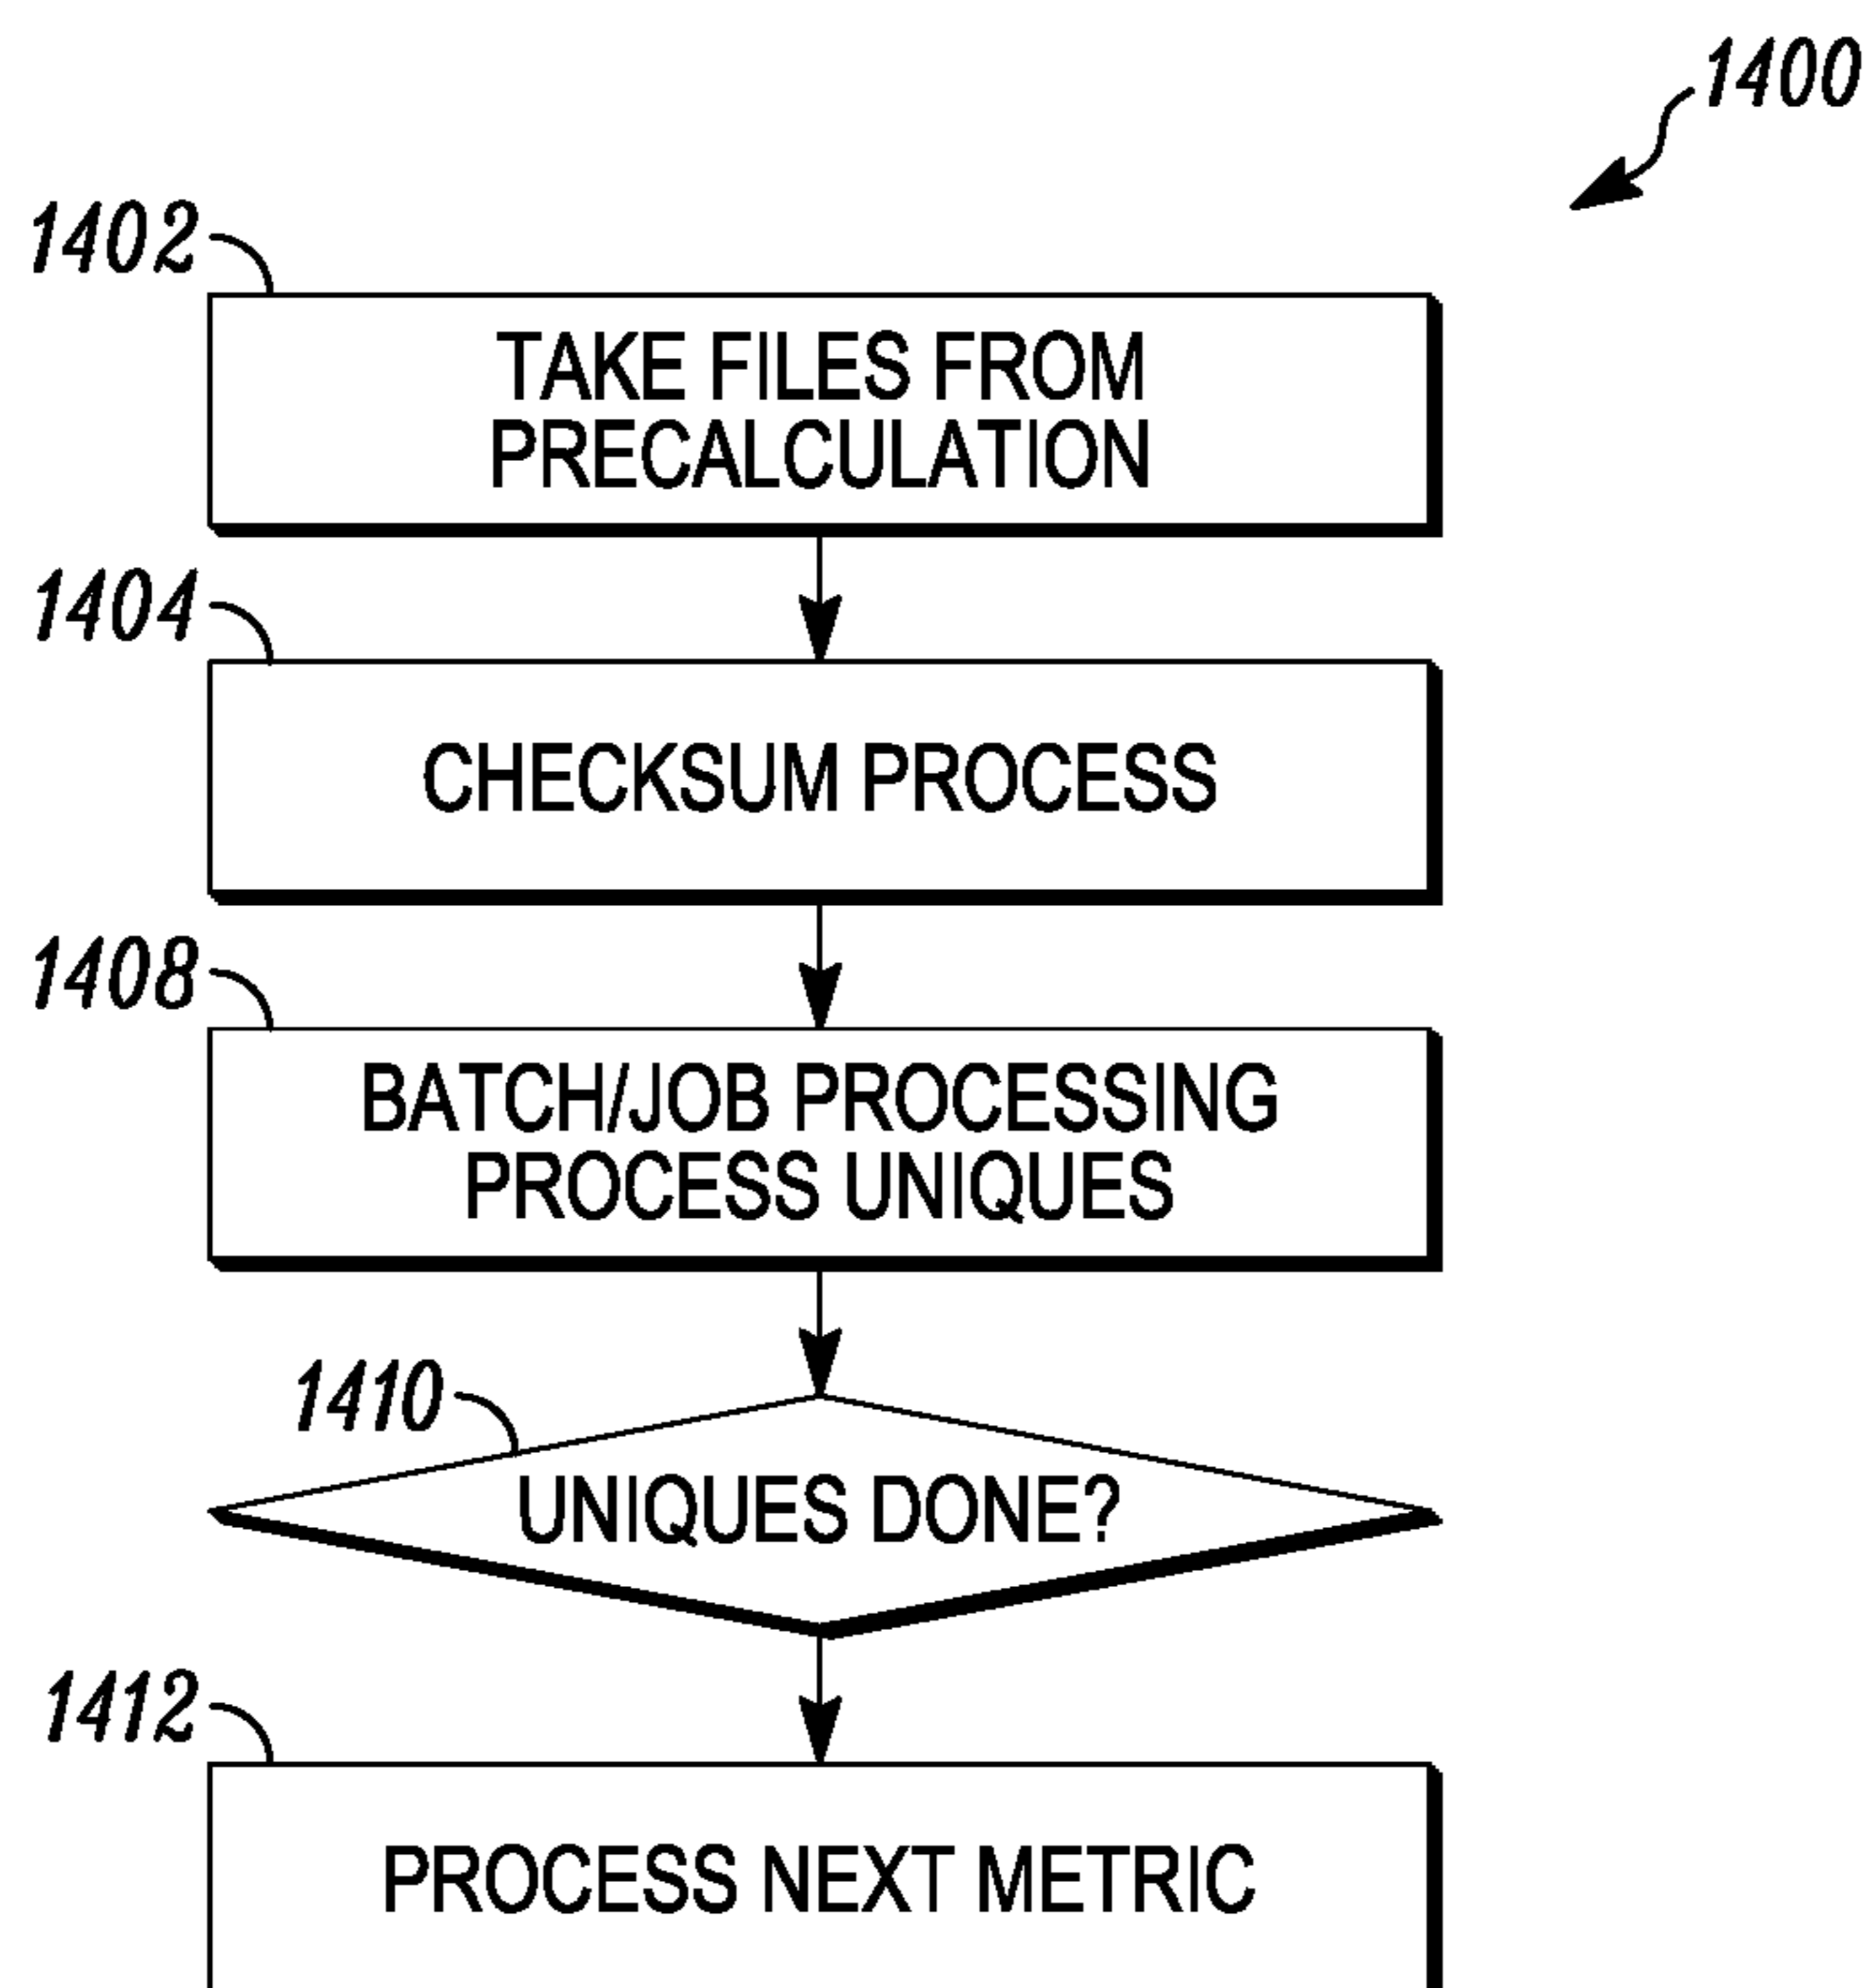 1400
1402
TAKE FILES FROM
PRECALCULATION
1404
CHECKSUM PROCESS
1408
BATCH/JOB PROCESSING
PROCESS UNIQUES
1410
UNIQUES DONE?
1412
PROCESS NEXT METRIC